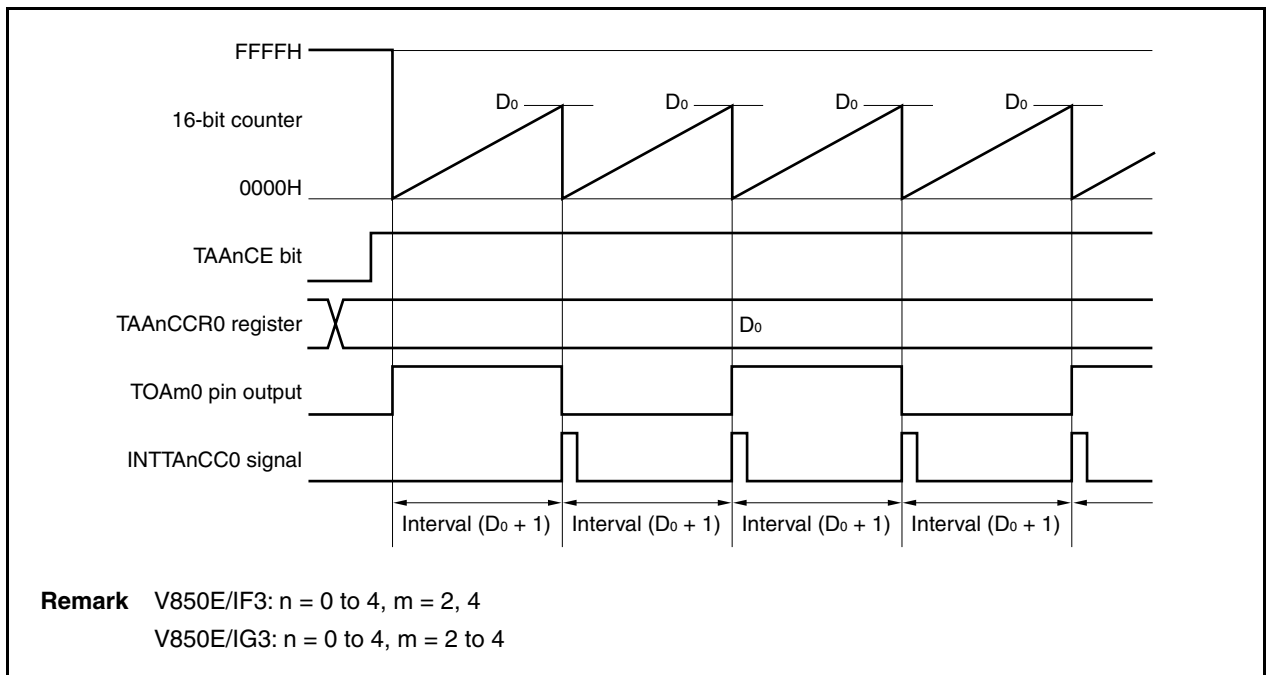 FFFFH
D0 D0 D0 D0
16-bit counter
0000H
TAAnCE bit
TAAnCCR0 register
D0
TOAm0 pin output
INTTAnCC0 signal
Interval (D0 + 1) Interval (D0 + 1) Interval (D0 + 1) Interval (D0 + 1)
Remark V850E/IF3: n = 0 to 4, m = 2, 4
V850E/IG3: n = 0 to 4, m = 2 to 4